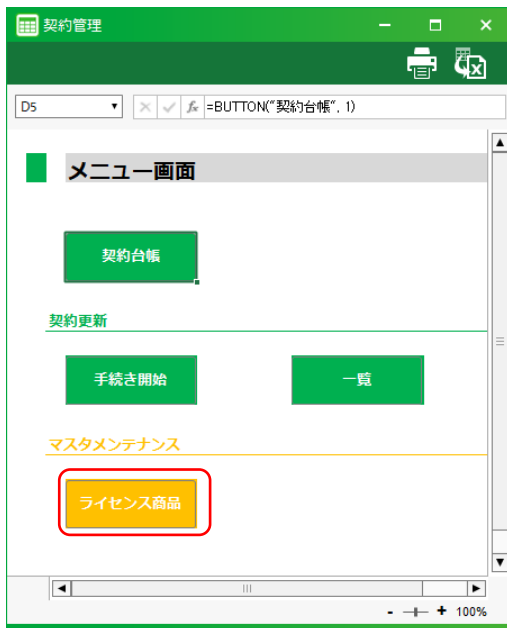 契約管理
D5 fx =BUTTON("契約台帳", 1)
メニュー画面
契約台帳
契約更新
手続き開始 一覧
マスタメンテナンス
ライセンス商品
- + 100%